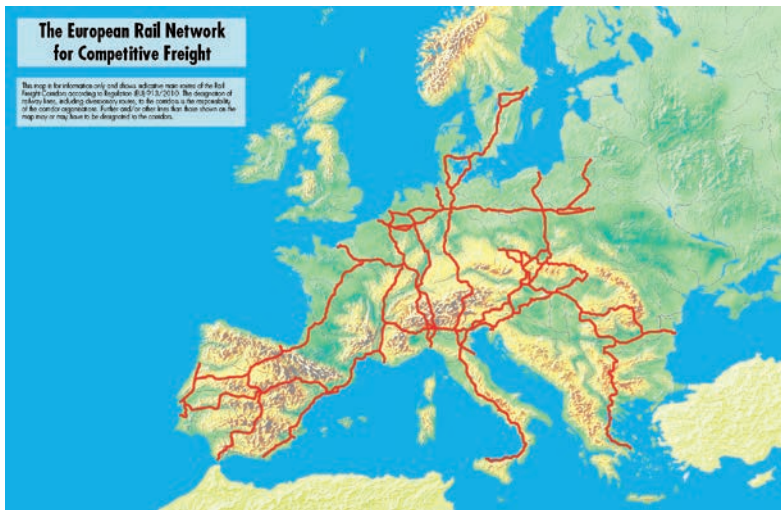 The European Rail Network
for Competitive Freight
This map is for information only and shows indicative main routes of the Rail
Freight Corridors according to Regulation (EU) 913/2010. The designation of
railway lines, including diversionary routes, to the corridors is the responsibility
of the corridor organisations. Further and/or other lines than those shown on the
map may or may have to be designated to the corridors.